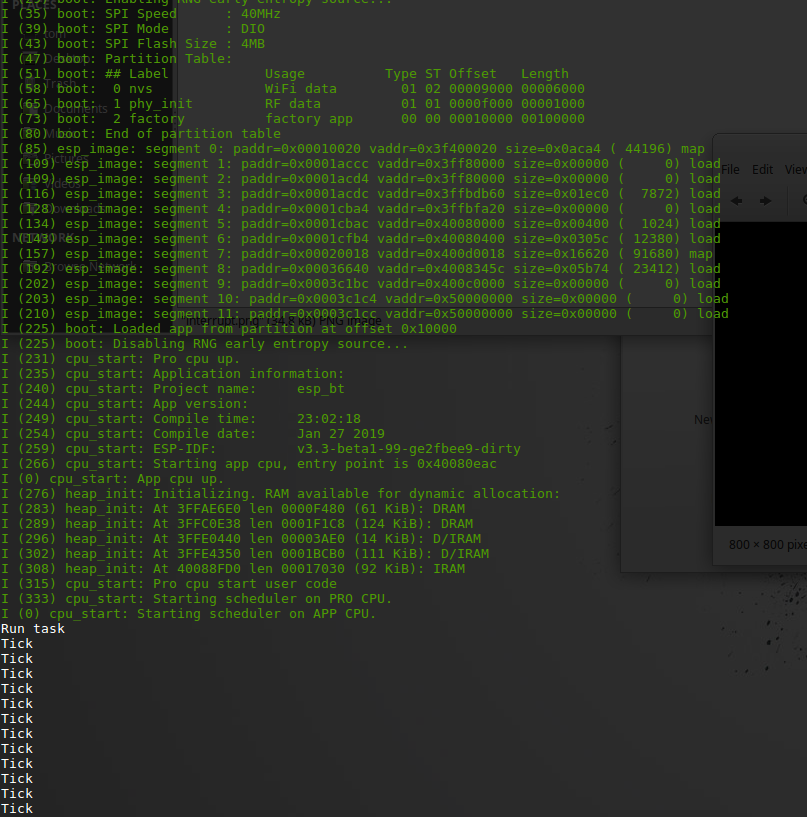 I (29) boot: Enabling RNG early entropy source...
I (35) boot: SPI Speed      : 40MHz
I (39) boot: SPI Mode       : DIO
I (43) boot: SPI Flash Size : 4MB
I (47) boot: Partition Table:
I (51) boot: ## Label            Usage          Type ST Offset   Length
I (58) boot:  0 nvs              WiFi data        01 02 00009000 00006000
I (65) boot:  1 phy_init         RF data          01 01 0000f000 00001000
I (73) boot:  2 factory          factory app      00 00 00010000 00100000
I (80) boot: End of partition table
I (85) esp_image: segment 0: paddr=0x00010020 vaddr=0x3f400020 size=0x0aca4 ( 44196) map
I (109) esp_image: segment 1: paddr=0x0001accc vaddr=0x3ff80000 size=0x00000 (     0) load
I (109) esp_image: segment 2: paddr=0x0001acd4 vaddr=0x3ff80000 size=0x00000 (     0) load
I (116) esp_image: segment 3: paddr=0x0001acdc vaddr=0x3ffbdb60 size=0x01ec0 (  7872) load
I (128) esp_image: segment 4: paddr=0x0001cba4 vaddr=0x3ffbfa20 size=0x00000 (     0) load
I (134) esp_image: segment 5: paddr=0x0001cbac vaddr=0x40080000 size=0x00400 (  1024) load
I (143) esp_image: segment 6: paddr=0x0001cfb4 vaddr=0x40080400 size=0x0305c ( 12380) load
I (157) esp_image: segment 7: paddr=0x00020018 vaddr=0x400d0018 size=0x16620 ( 91680) map
I (192) esp_image: segment 8: paddr=0x00036640 vaddr=0x4008345c size=0x05b74 ( 23412) load
I (202) esp_image: segment 9: paddr=0x0003c1bc vaddr=0x400c0000 size=0x00000 (     0) load
I (203) esp_image: segment 10: paddr=0x0003c1c4 vaddr=0x50000000 size=0x00000 (     0) load
I (210) esp_image: segment 11: paddr=0x0003c1cc vaddr=0x50000000 size=0x00000 (     0) load
I (225) boot: Loaded app from partition at offset 0x10000
I (225) boot: Disabling RNG early entropy source...
I (231) cpu_start: Pro cpu up.
I (235) cpu_start: Application information:
I (240) cpu_start: Project name:     esp_bt
I (244) cpu_start: App version:
I (249) cpu_start: Compile time:     23:02:18
I (254) cpu_start: Compile date:     Jan 27 2019
I (259) cpu_start: ESP-IDF:          v3.3-beta1-99-ge2fbee9-dirty
I (266) cpu_start: Starting app cpu, entry point is 0x40080eac
I (0) cpu_start: App cpu up.
I (276) heap_init: Initializing. RAM available for dynamic allocation:
I (283) heap_init: At 3FFAE6E0 len 0000F480 (61 KiB): DRAM
I (289) heap_init: At 3FFC0E38 len 0001F1C8 (124 KiB): DRAM
I (296) heap_init: At 3FFE0440 len 00003AE0 (14 KiB): D/IRAM
I (302) heap_init: At 3FFE4350 len 0001BCB0 (111 KiB): D/IRAM
I (308) heap_init: At 40088FD0 len 00017030 (92 KiB): IRAM
I (315) cpu_start: Pro cpu start user code
I (333) cpu_start: Starting scheduler on PRO CPU.
I (0) cpu_start: Starting scheduler on APP CPU.
Run task
Tick
Tick
Tick
Tick
Tick
Tick
Tick
Tick
Tick
Tick
Tick
Tick
File Edit View
800 × 800 pixe